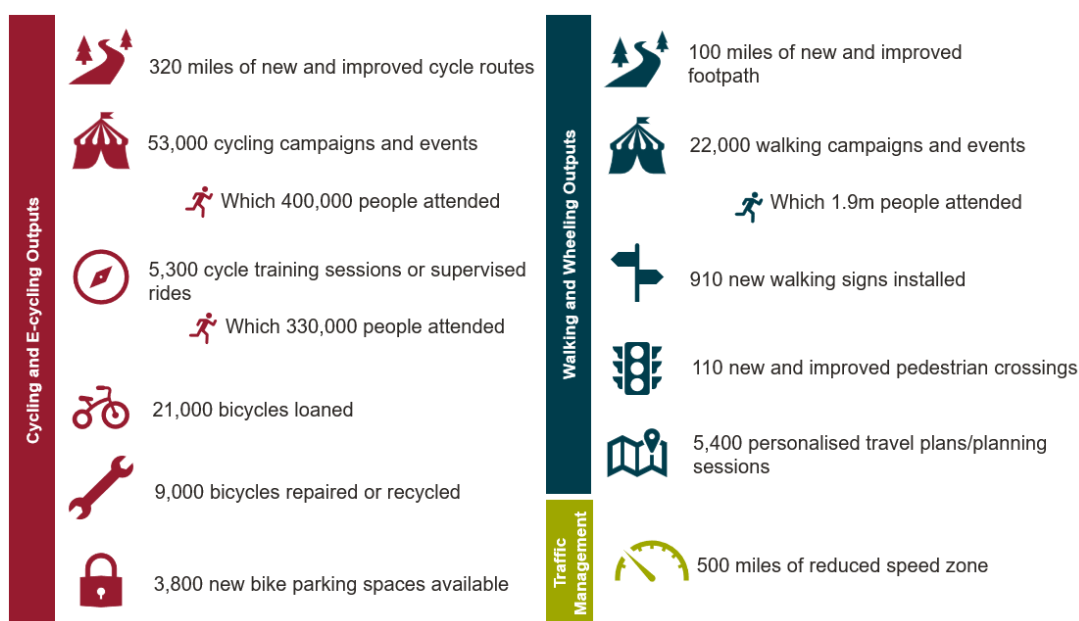 Cycling and E-cycling Outputs
320 miles of new and improved cycle routes
53,000 cycling campaigns and events
Which 400,000 people attended
5,300 cycle training sessions or supervised
rides
Which 330,000 people attended
21,000 bicycles loaned
9,000 bicycles repaired or recycled
3,800 new bike parking spaces available
Walking and Wheeling Outputs
100 miles of new and improved
footpath
22,000 walking campaigns and events
Which 1.9m people attended
910 new walking signs installed
110 new and improved pedestrian crossings
5,400 personalised travel plans/planning
sessions
Traffic
Management
500 miles of reduced speed zone